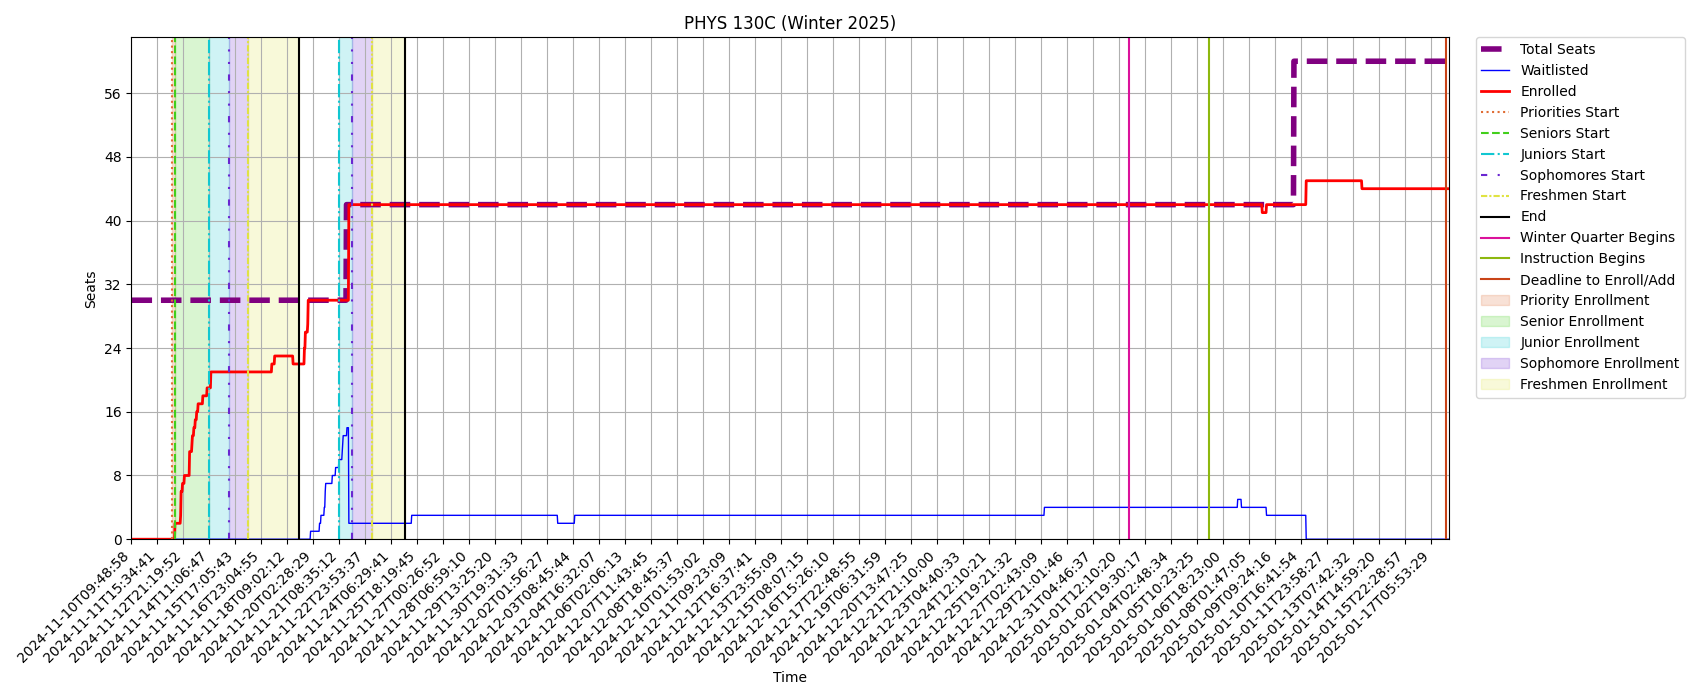 PHYS 130C (Winter 2025)
Seats
56
48
40
32
24
16
8
0
2024-11-10T09:48:58
2024-11-11T15:34:41
2024-11-12T21:19:52
2024-11-14T11:06:47
2024-11-15T17:05:43
2024-11-16T23:04:55
2024-11-18T09:02:12
2024-11-20T02:28:29
2024-11-21T08:35:12
2024-11-22T23:53:37
2024-11-24T06:29:41
2024-11-25T18:19:45
2024-11-27T00:26:52
2024-11-28T06:59:10
2024-11-29T13:25:20
2024-11-30T19:31:33
2024-12-02T01:56:27
2024-12-03T08:45:44
2024-12-04T16:32:07
2024-12-06T02:06:13
2024-12-07T11:43:45
2024-12-08T18:45:37
2024-12-10T01:53:02
2024-12-11T09:23:09
2024-12-12T16:37:41
2024-12-13T23:55:09
2024-12-15T08:07:15
2024-12-16T15:26:10
2024-12-17T22:48:55
2024-12-19T06:31:59
2024-12-20T13:47:25
2024-12-21T21:10:00
2024-12-23T04:40:33
2024-12-24T12:10:21
2024-12-25T19:21:32
2024-12-27T02:43:09
2024-12-29T21:01:46
2024-12-31T04:46:37
2025-01-01T12:10:20
2025-01-02T19:30:17
2025-01-04T02:48:34
2025-01-05T10:23:25
2025-01-06T18:23:00
2025-01-08T01:47:05
2025-01-09T09:24:16
2025-01-10T16:41:54
2025-01-11T23:58:27
2025-01-13T07:42:32
2025-01-14T14:59:20
2025-01-15T22:28:57
2025-01-17T05:53:29
Time
Total Seats
Waitlisted
Enrolled
Priorities Start
Seniors Start
Juniors Start
Sophomores Start
Freshmen Start
End
Winter Quarter Begins
Instruction Begins
Deadline to Enroll/Add
Priority Enrollment
Senior Enrollment
Junior Enrollment
Sophomore Enrollment
Freshmen Enrollment